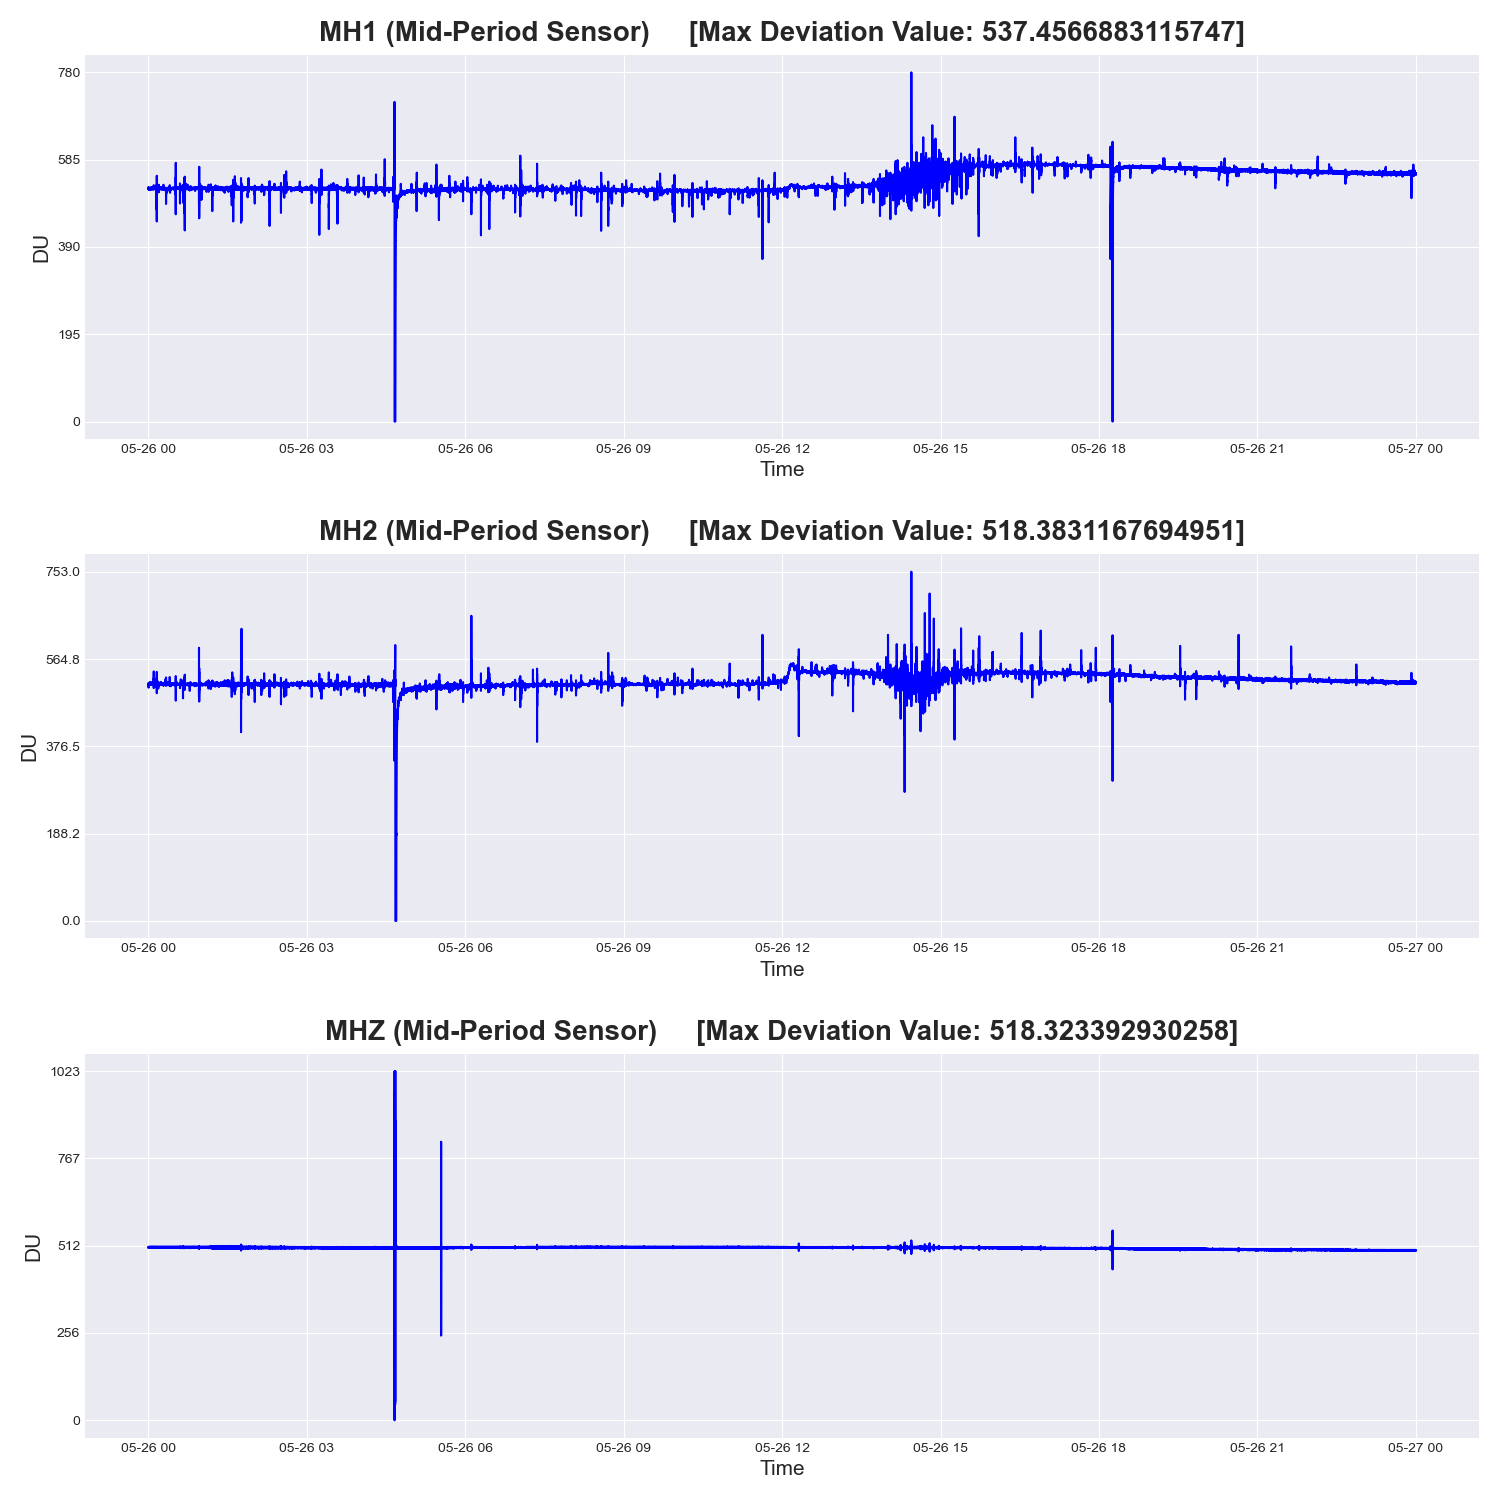 MH1 (Mid-Period Sensor) [Max Deviation Value: 537.4566883115747]
780
585
390
195
0
DU
05-26 00 05-26 03 05-26 06 05-26 09 05-26 12 05-26 15 05-26 18 05-26 21 05-27 00
Time
MH2 (Mid-Period Sensor) [Max Deviation Value: 518.3831167694951]
753.0
564.8
376.5
188.2
0.0
DU
05-26 00 05-26 03 05-26 06 05-26 09 05-26 12 05-26 15 05-26 18 05-26 21 05-27 00
Time
MHZ (Mid-Period Sensor) [Max Deviation Value: 518.323392930258]
1023
767
512
256
0
DU
05-26 00 05-26 03 05-26 06 05-26 09 05-26 12 05-26 15 05-26 18 05-26 21 05-27 00
Time